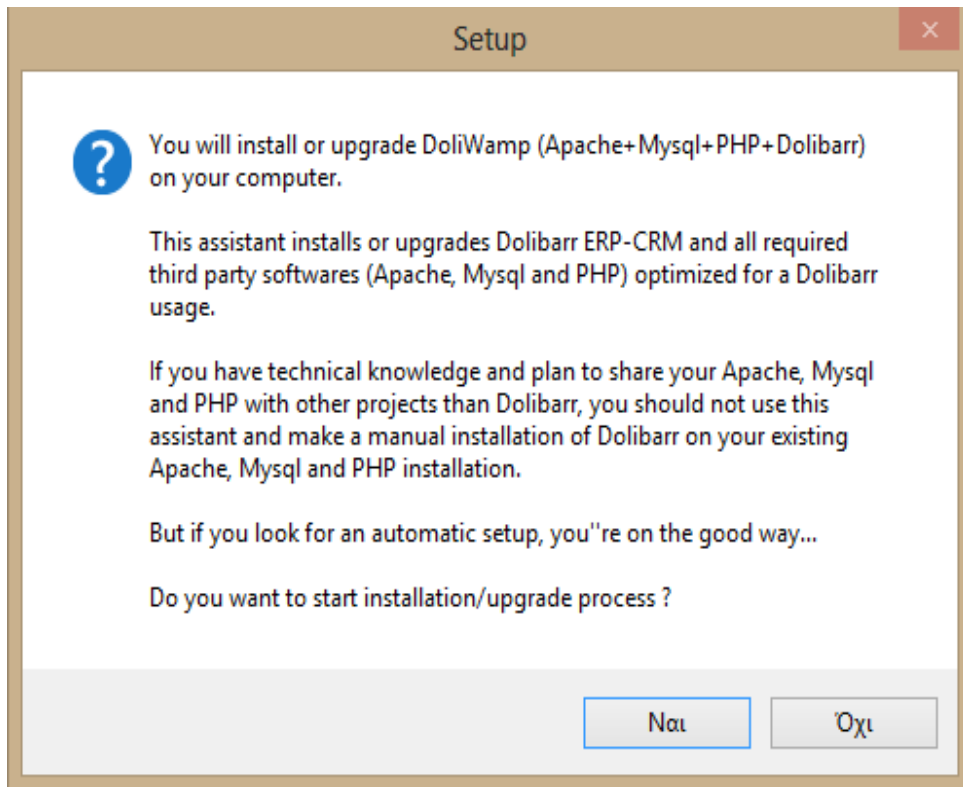 Setup
You will install or upgrade DoliWamp (Apache+Mysql+PHP+Dolibarr)
on your computer.
This assistant installs or upgrades Dolibarr ERP-CRM and all required
third party softwares (Apache, Mysql and PHP) optimized for a Dolibarr
usage.
If you have technical knowledge and plan to share your Apache, Mysql
and PHP with other projects than Dolibarr, you should not use this
assistant and make a manual installation of Dolibarr on your existing
Apache, Mysql and PHP installation.
But if you look for an automatic setup, you''re on the good way...
Do you want to start installation/upgrade process ?
Ναι Όχι